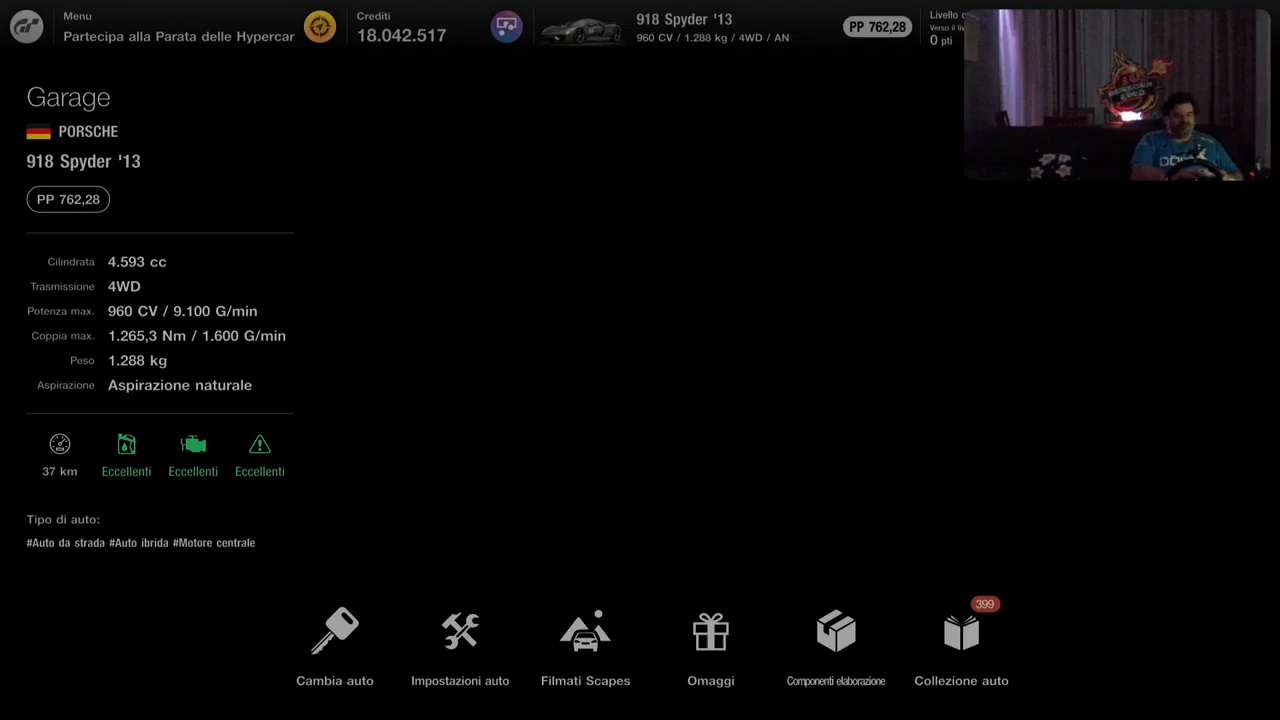 Menu
Partecipa alla Parata delle Hypercar
Crediti
18.042.517
918 Spyder '13
960 CV / 1.288 kg / 4WD / AN
PP 762,28
Livello
Verso il
0 pti
Garage
PORSCHE
918 Spyder '13
PP 762,28
Cilindrata 4.593 cc
Trasmissione 4WD
Potenza max. 960 CV / 9.100 G/min
Coppia max. 1.265,3 Nm / 1.600 G/min
Peso 1.288 kg
Aspirazione Aspirazione naturale
37 km Eccellenti Eccellenti Eccellenti
Tipo di auto:
#Auto da strada #Auto ibrida #Motore centrale
399
Cambia auto Impostazioni auto Filmati Scapes Omaggi Componenti elaborazione Collezione auto